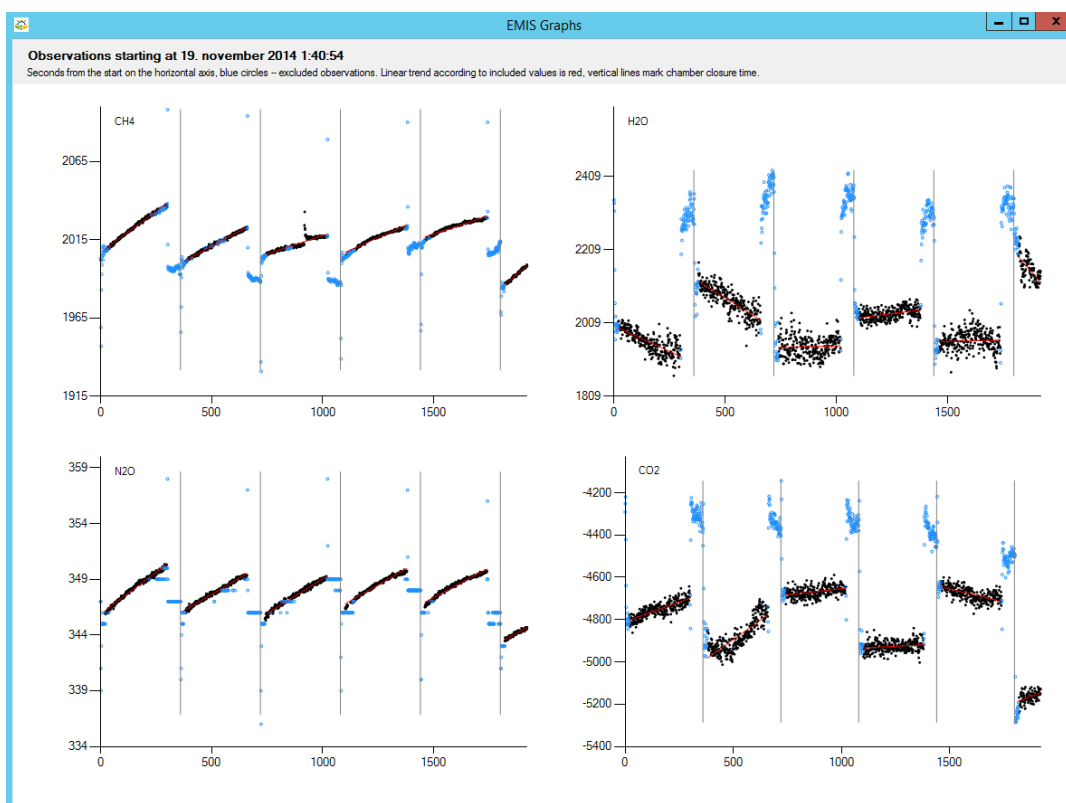 EMIS Graphs
Observations starting at 19. november 2014 1:40:54
Seconds from the start on the horizontal axis, blue circles -- excluded observations. Linear trend according to included values is red, vertical lines mark chamber closure time.
CH4
2065
2015
1965
1915
0 500 1000 1500
H2O
2409
2209
2009
1809
0 500 1000 1500
N2O
359
354
349
344
339
334
0 500 1000 1500
CO2
-4200
-4400
-4600
-4800
-5000
-5200
-5400
0 500 1000 1500